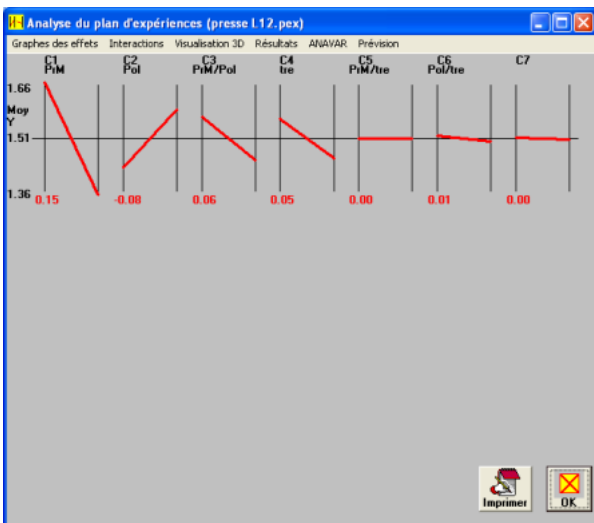 Analyse du plan d'expériences (presse L12.pex)
Graphes des effets Interactions Visualisation 3D Résultats ANAVAR Prévision
C1 C2 C3 C4 C5 C6 C7
PrM Pol PrM/Pol tre PrM/tre Pol/tre
1.66
Moy
Y
1.51
1.36
0.15 -0.08 0.06 0.05 0.00 0.01 0.00
Imprimer OK